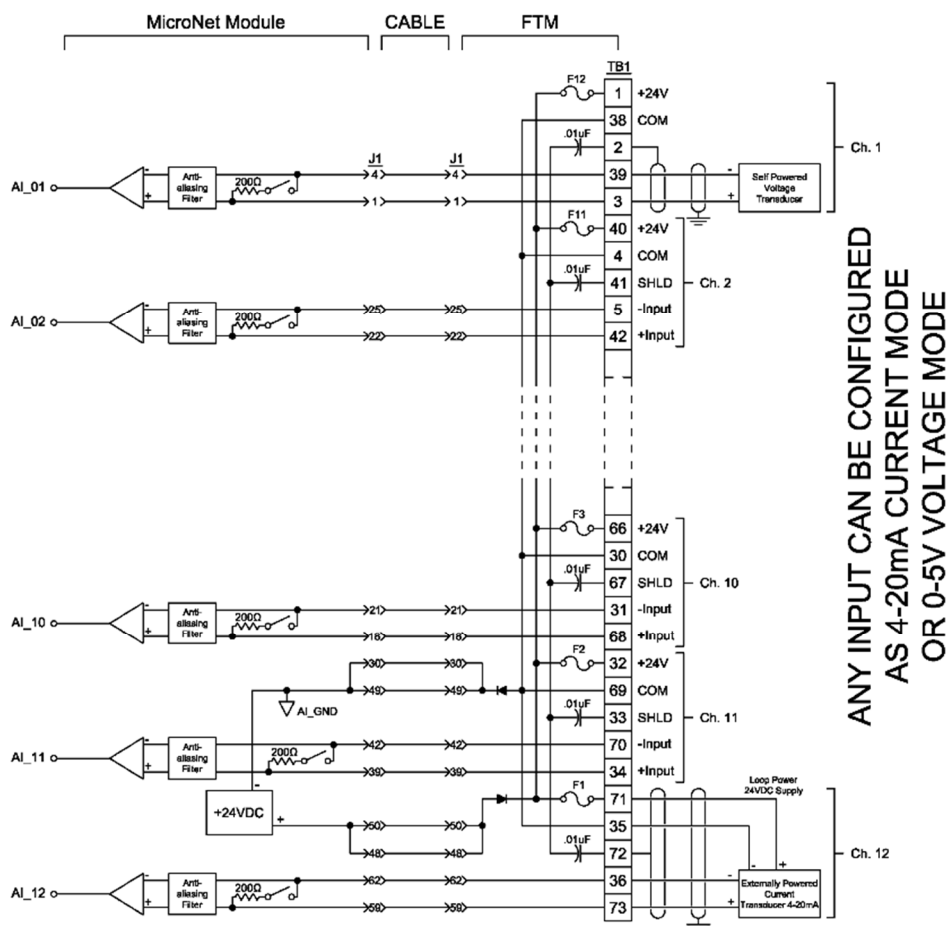 MicroNet Module CABLE FTM
TB1
F12
1 +24V
38 COM
.01uF
2
Ch. 1
J1 J1
AI_01
-
+
Anti-
aliasing
Filter
200Ω
4 4
39
-
Self Powered
Voltage
Transducer
1 1
3
+
F11
40 +24V
4 COM
.01uF
41 SHLD
Ch. 2
AI_02
-
+
Anti-
aliasing
Filter
200Ω
25 25
5 -Input
22 22
42 +Input
ANY INPUT CAN BE CONFIGURED
AS 4-20mA CURRENT MODE
OR 0-5V VOLTAGE MODE
F3
66 +24V
30 COM
.01uF
67 SHLD
Ch. 10
AI_10
-
+
Anti-
aliasing
Filter
200Ω
21 21
31 -Input
18 18
68 +Input
F2
32 +24V
30 30
49 49
69 COM
AI_GND
.01uF
33 SHLD
Ch. 11
AI_11
-
+
Anti-
aliasing
Filter
200Ω
42 42
70 -Input
39 39
34 +Input
-
+24VDC
+
F1
71
Loop Power
24VDC Supply
50 50
35
48 48
.01uF
72
Ch. 12
AI_12
-
+
Anti-
aliasing
Filter
200Ω
62 62
36
-
- +
Externally Powered
Current
Transducer 4-20mA
59 59
73
+